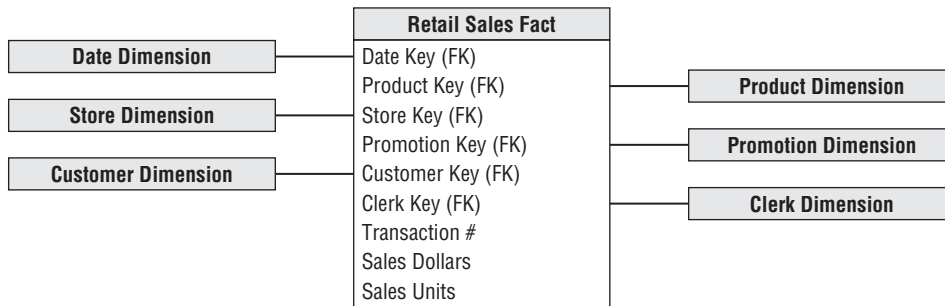 Retail Sales Fact
Date Key (FK)
Product Key (FK)
Store Key (FK)
Promotion Key (FK)
Customer Key (FK)
Clerk Key (FK)
Transaction #
Sales Dollars
Sales Units
Date Dimension
Store Dimension
Customer Dimension
Product Dimension
Promotion Dimension
Clerk Dimension